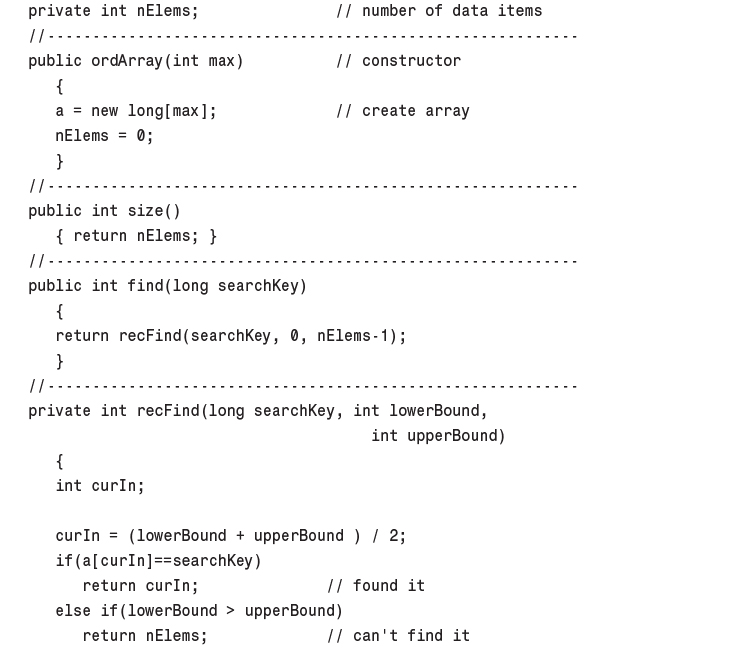 private int nElems;               // number of data items
//-----------------------------------------------------------
public ordArray(int max)          // constructor
   {
   a = new long[max];             // create array
   nElems = 0;
   }
//-----------------------------------------------------------
public int size()
   { return nElems; }
//-----------------------------------------------------------
public int find(long searchKey)
   {
   return recFind(searchKey, 0, nElems-1);
   }
//-----------------------------------------------------------
private int recFind(long searchKey, int lowerBound,
                                      int upperBound)
   {
   int curIn;

   curIn = (lowerBound + upperBound ) / 2;
   if(a[curIn]==searchKey)
      return curIn;              // found it
   else if(lowerBound > upperBound)
      return nElems;             // can't find it